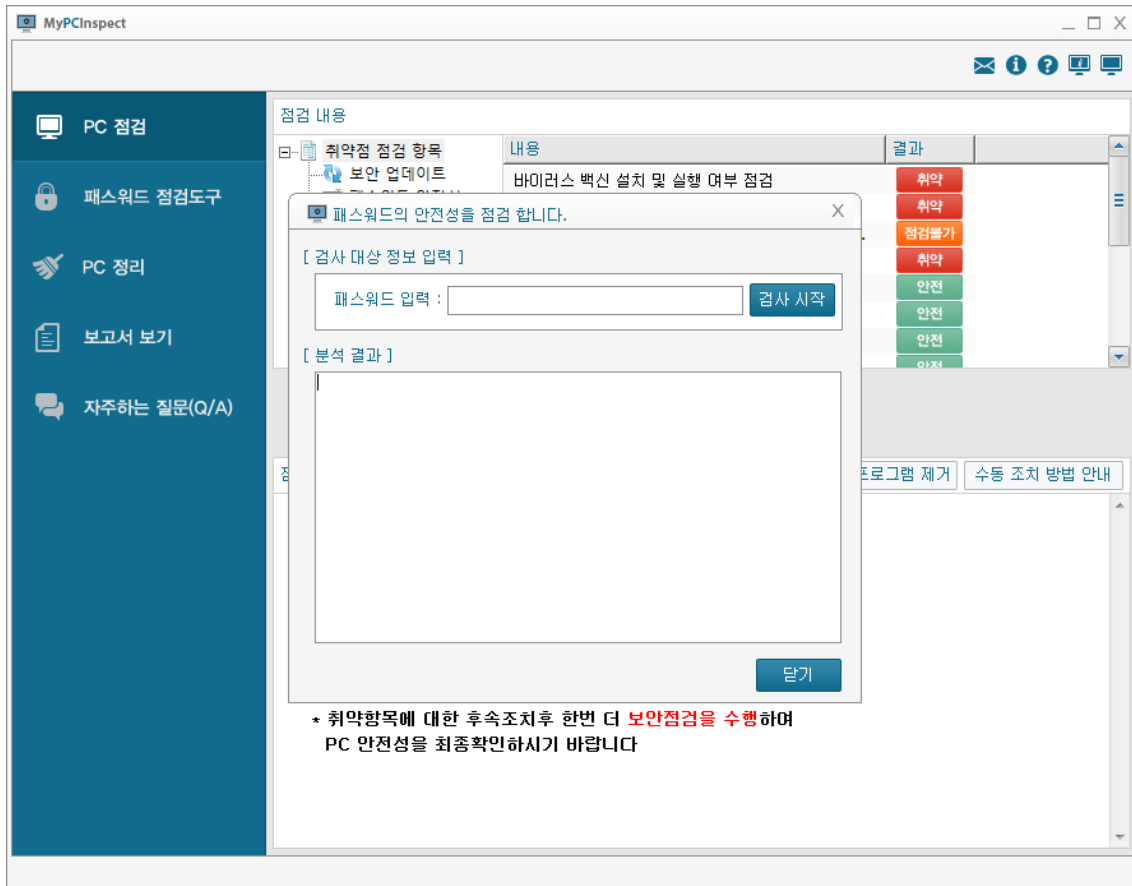 MyPCInspect
PC 점검
패스워드 점검도구
PC 정리
보고서 보기
자주하는 질문(Q/A)
점검 내용
취약점 점검 항목
보안 업데이트
내용
결과
바이러스 백신 설치 및 실행 여부 점검
취약
취약
점검불가
취약
안전
안전
안전
안전
패스워드의 안전성을 점검 합니다.
X
[ 검사 대상 정보 입력 ]
패스워드 입력 :
검사 시작
[ 분석 결과 ]
닫기
프로그램 제거
수동 조치 방법 안내
* 취약항목에 대한 후속조치후 한번 더 보안점검을 수행하여
PC 안전성을 최종확인하시기 바랍니다